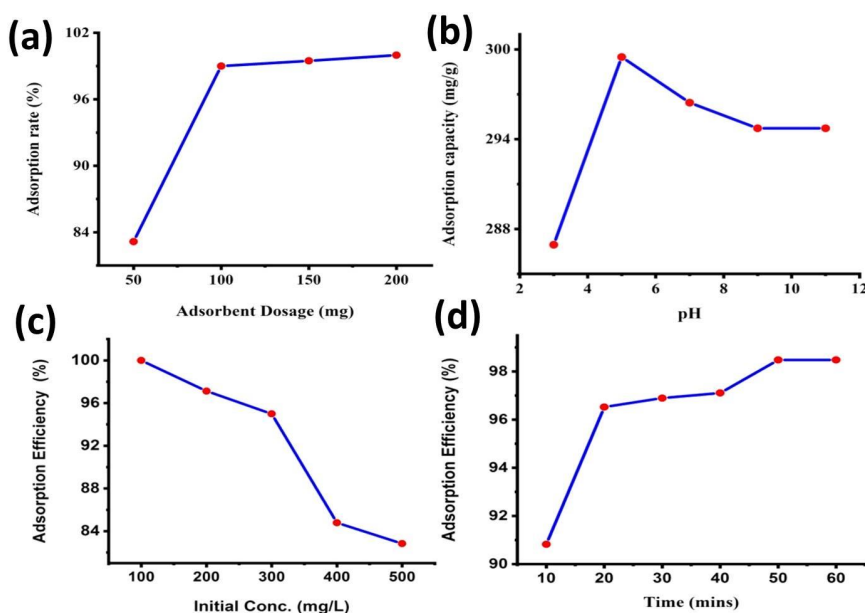 (a)
102
96
90
84
Adsorption rate (%)
50 100 150 200
Adsorbent Dosage (mg)
(b)
300
294
288
Adsorption capacity (mg/g)
2 4 6 8 10 12
pH
(c)
100
96
92
88
84
Adsorption Efficiency (%)
100 200 300 400 500
Initial Conc. (mg/L)
(d)
98
96
94
92
90
Adsorption Efficiency (%)
10 20 30 40 50 60
Time (mins)